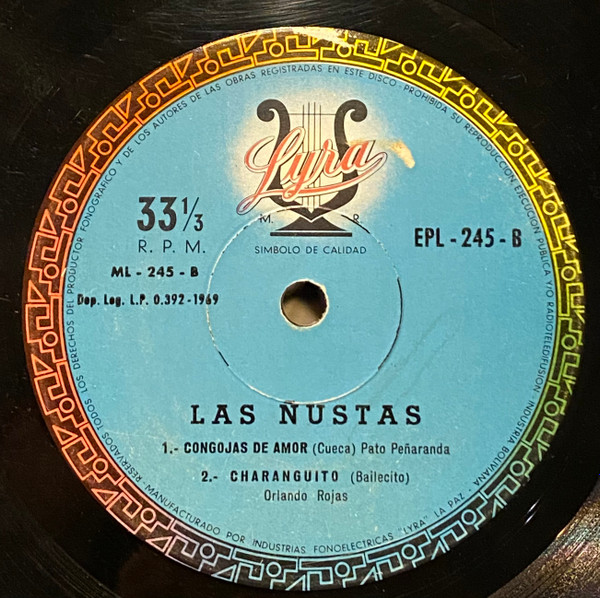 Lyra
M. R.
SIMBOLO DE CALIDAD
33 1/3
R. P. M.
ML - 245 - B
Dep. Leg. L.P. 0.392 - 1969
EPL - 245 - B
LAS NUSTAS
1.- CONGOJAS DE AMOR (Cueca) Pato Peñaranda
2.- CHARANGUITO (Bailecito)
Orlando Rojas
RESERVADOS TODOS LOS DERECHOS DEL PRODUCTOR FONOGRAFICO Y DE LOS AUTORES DE LAS OBRAS REGISTRADAS EN ESTE DISCO - PROHIBIDA SU REPRODUCCION, EJECUCION PUBLICA Y/O RADIOTELEDIFUSION - INDUSTRIA BOLIVIANA
MANUFACTURADO POR INDUSTRIAS FONOELECTRICAS "LYRA" LA PAZ -